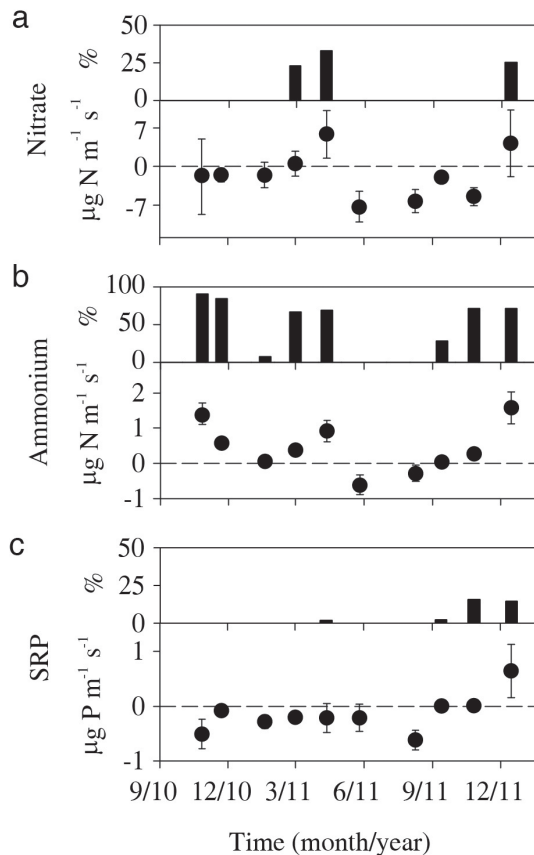 a
Nitrate
%
50
25
0
µg N m⁻¹ s⁻¹
7
0
-7
b
Ammonium
%
100
50
0
µg N m⁻¹ s⁻¹
2
1
0
-1
c
SRP
%
50
25
0
µg P m⁻¹ s⁻¹
1
0
-1
9/10 12/10 3/11 6/11 9/11 12/11
Time (month/year)